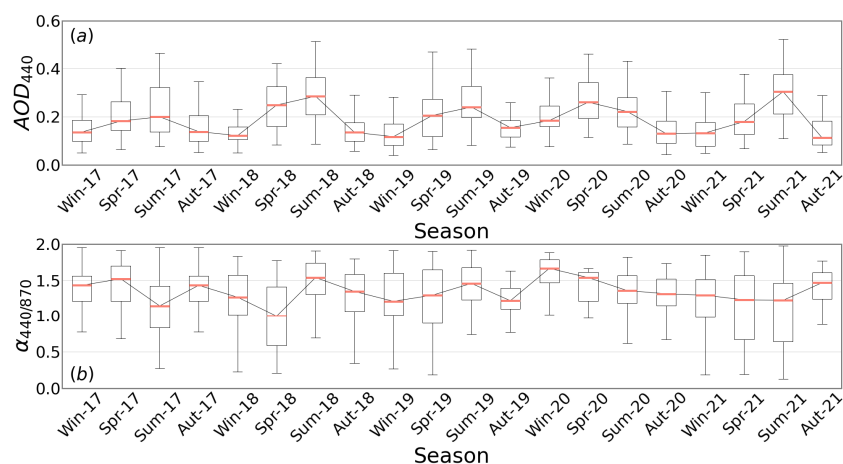 (a)
AOD440
0.6
0.4
0.2
0.0
Win-17 Spr-17 Sum-17 Aut-17 Win-18 Spr-18 Sum-18 Aut-18 Win-19 Spr-19 Sum-19 Aut-19 Win-20 Spr-20 Sum-20 Aut-20 Win-21 Spr-21 Sum-21 Aut-21
Season
α440/870
2.0
1.5
1.0
0.5
0.0
(b)
Win-17 Spr-17 Sum-17 Aut-17 Win-18 Spr-18 Sum-18 Aut-18 Win-19 Spr-19 Sum-19 Aut-19 Win-20 Spr-20 Sum-20 Aut-20 Win-21 Spr-21 Sum-21 Aut-21
Season